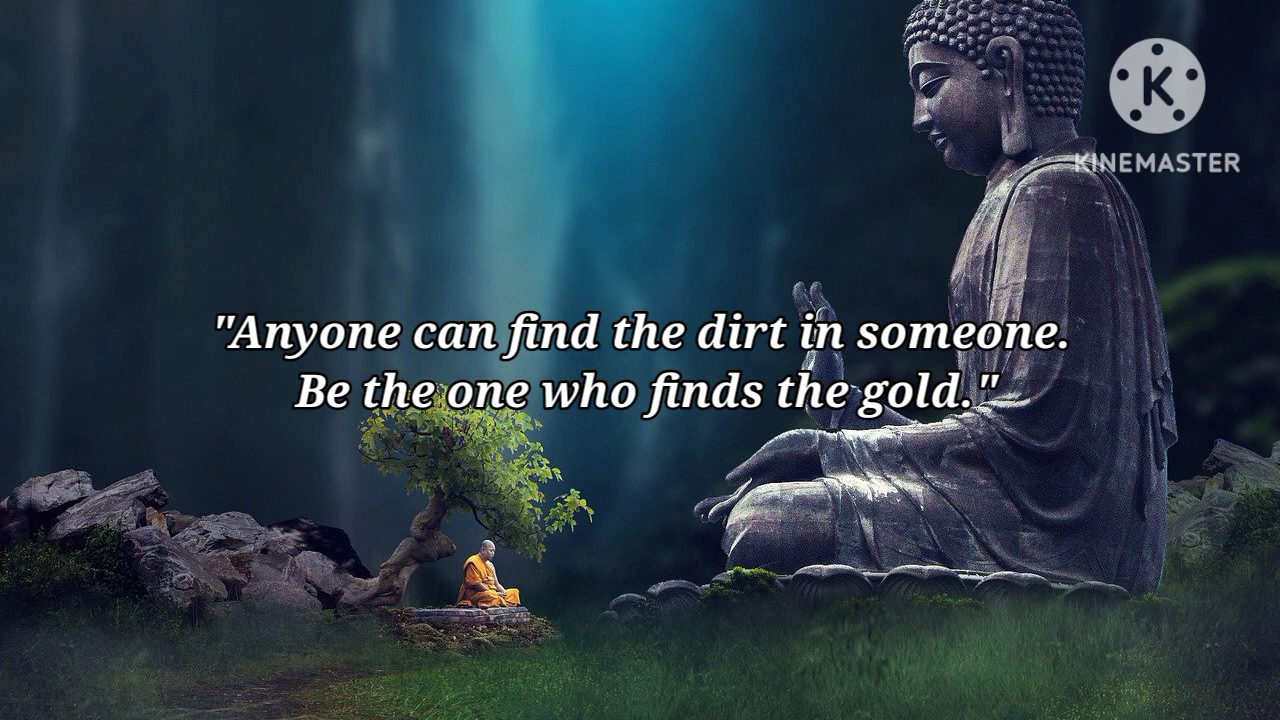 K
KINEMASTER
"Anyone can find the dirt in someone.
Be the one who finds the gold."